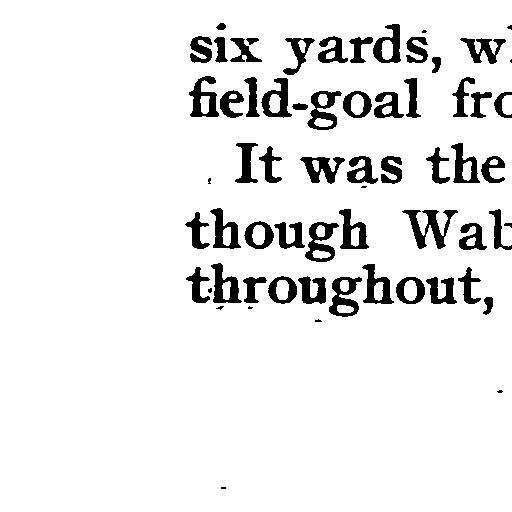 six yards, wh
field-goal fro
It was the
though Wab
throughout,